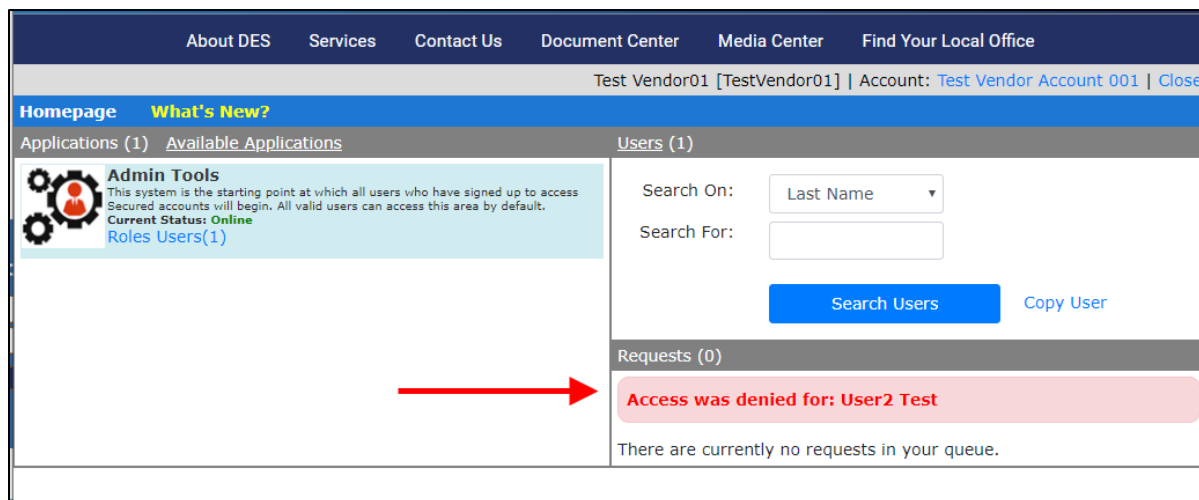 About DES Services Contact Us Document Center Media Center Find Your Local Office
Test Vendor01 [TestVendor01] | Account: Test Vendor Account 001 | Close
Homepage What's New?
Applications (1) Available Applications
Admin Tools
This system is the starting point at which all users who have signed up to access
Secured accounts will begin. All valid users can access this area by default.
Current Status: Online
Roles Users(1)
Users (1)
Search On: Last Name
Search For:
Search Users Copy User
Requests (0)
Access was denied for: User2 Test
There are currently no requests in your queue.